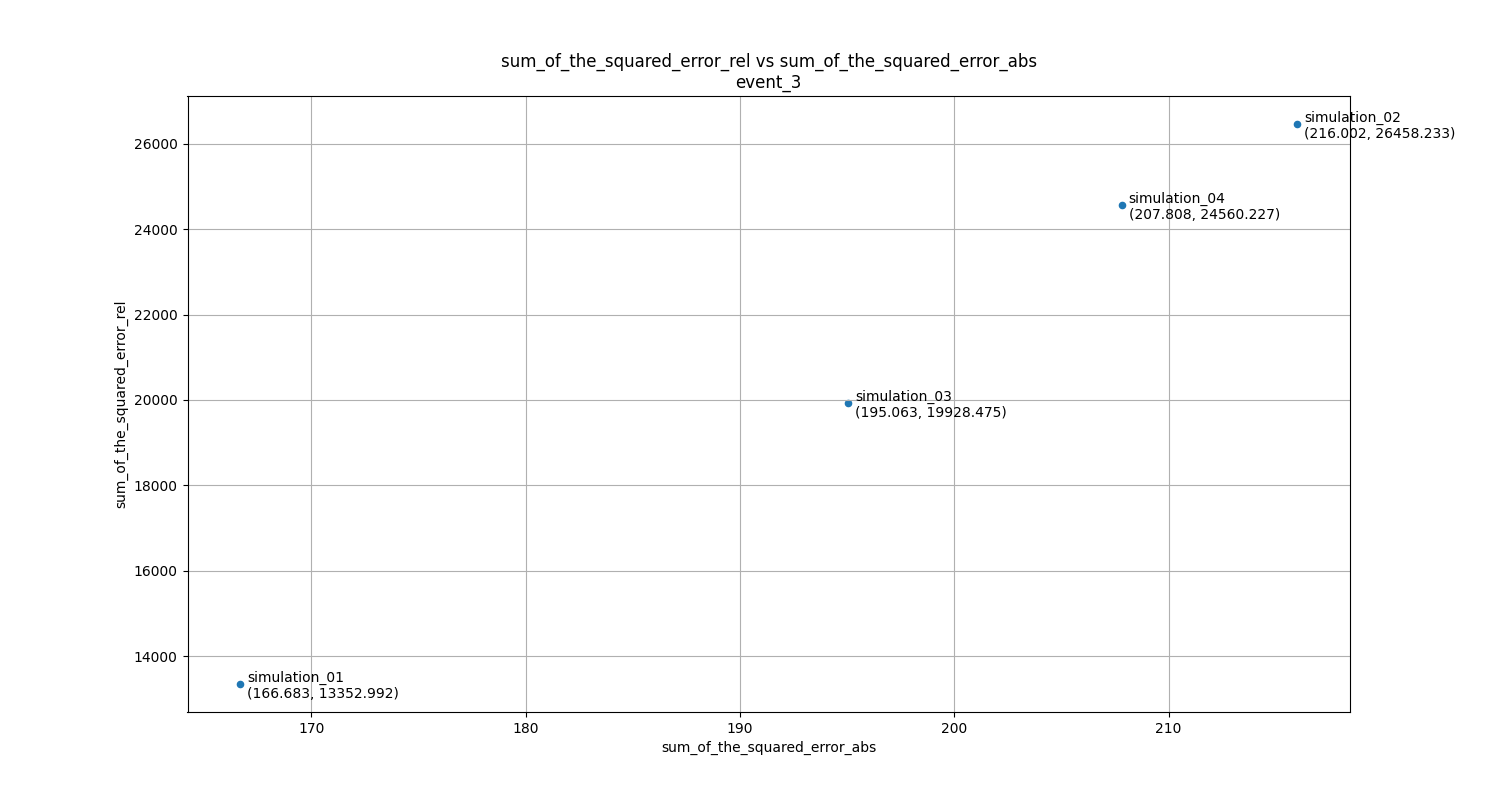 sum_of_the_squared_error_rel vs sum_of_the_squared_error_abs
event_3
sum_of_the_squared_error_rel
26000
24000
22000
20000
18000
16000
14000
simulation_02
(216.002, 26458.233)
simulation_04
(207.808, 24560.227)
simulation_03
(195.063, 19928.475)
simulation_01
(166.683, 13352.992)
170
180
190
200
210
sum_of_the_squared_error_abs